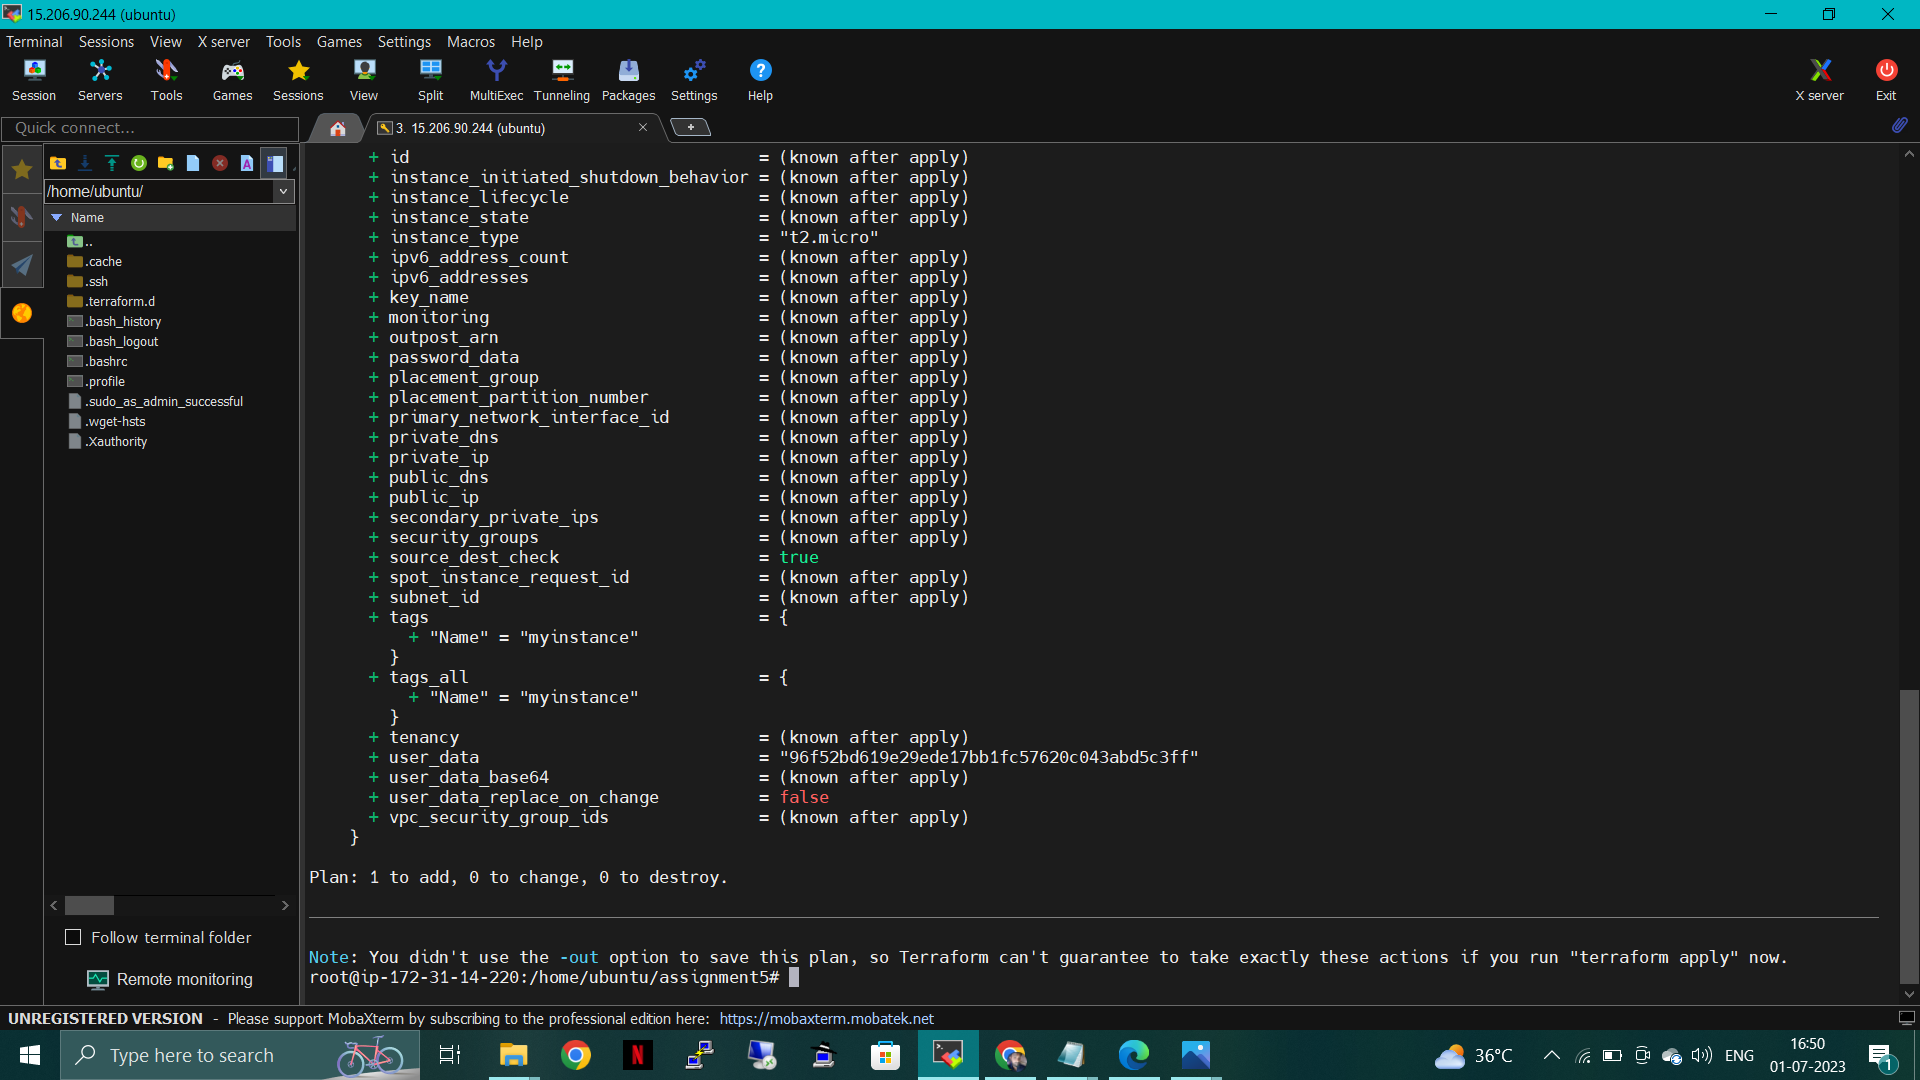 15.206.90.244 (ubuntu)
Terminal Sessions View X server Tools Games Settings Macros Help
Session Servers Tools Games Sessions View Split MultiExec Tunneling Packages Settings Help X server Exit
Quick connect...
3. 15.206.90.244 (ubuntu)
/home/ubuntu/
Name
..
.cache
.ssh
.terraform.d
.bash_history
.bash_logout
.bashrc
.profile
.sudo_as_admin_successful
.wget-hsts
.Xauthority
Follow terminal folder
Remote monitoring
+ id = (known after apply)
+ instance_initiated_shutdown_behavior = (known after apply)
+ instance_lifecycle = (known after apply)
+ instance_state = (known after apply)
+ instance_type = "t2.micro"
+ ipv6_address_count = (known after apply)
+ ipv6_addresses = (known after apply)
+ key_name = (known after apply)
+ monitoring = (known after apply)
+ outpost_arn = (known after apply)
+ password_data = (known after apply)
+ placement_group = (known after apply)
+ placement_partition_number = (known after apply)
+ primary_network_interface_id = (known after apply)
+ private_dns = (known after apply)
+ private_ip = (known after apply)
+ public_dns = (known after apply)
+ public_ip = (known after apply)
+ secondary_private_ips = (known after apply)
+ security_groups = (known after apply)
+ source_dest_check = true
+ spot_instance_request_id = (known after apply)
+ subnet_id = (known after apply)
+ tags = {
+ "Name" = "myinstance"
}
+ tags_all = {
+ "Name" = "myinstance"
}
+ tenancy = (known after apply)
+ user_data = "96f52bd619e29ede17bb1fc57620c043abd5c3ff"
+ user_data_base64 = (known after apply)
+ user_data_replace_on_change = false
+ vpc_security_group_ids = (known after apply)
}
Plan: 1 to add, 0 to change, 0 to destroy.
Note: You didn't use the -out option to save this plan, so Terraform can't guarantee to take exactly these actions if you run "terraform apply" now.
root@ip-172-31-14-220:/home/ubuntu/assignment5#
UNREGISTERED VERSION - Please support MobaXterm by subscribing to the professional edition here: https://mobaxterm.mobatek.net
Type here to search
36°C
ENG
16:50
01-07-2023
1